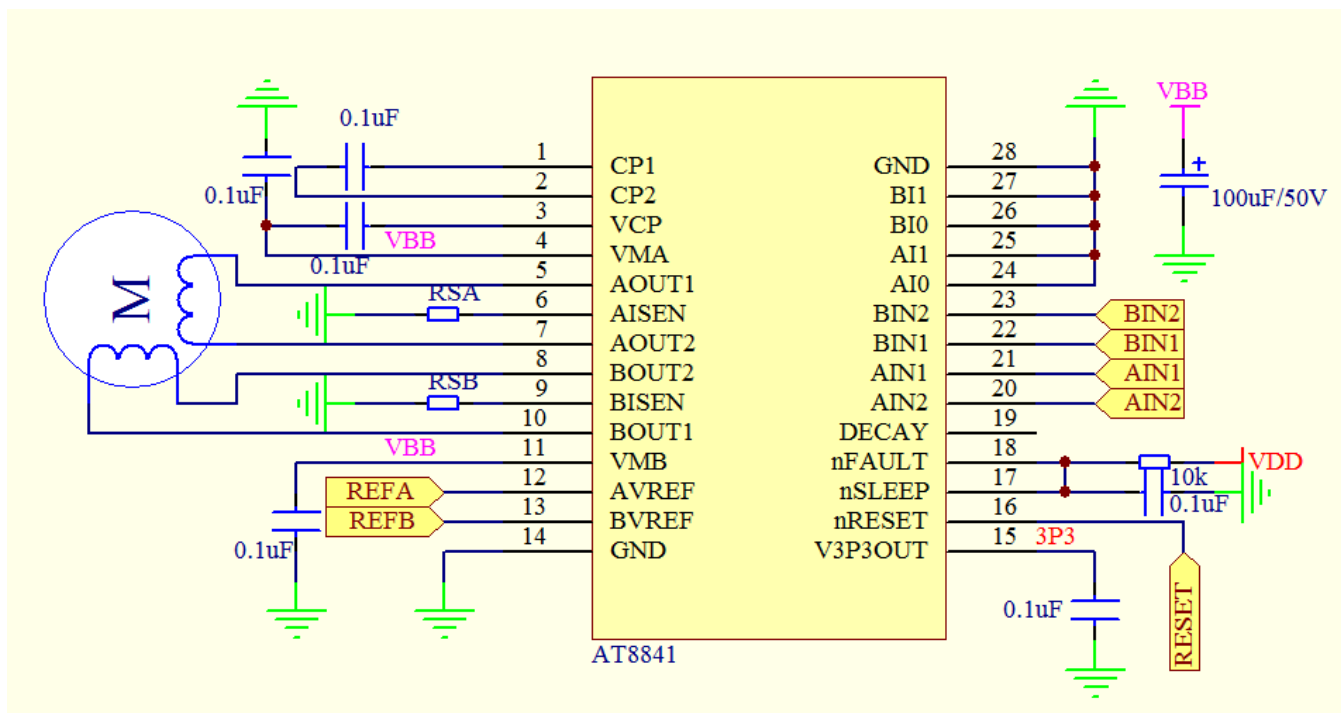 0.1uF
0.1uF
VBB
0.1uF
M
RSA
RSB
VBB
REFA
REFB
0.1uF
1 CP1
2 CP2
3 VCP
4 VMA
5 AOUT1
6 AISEN
7 AOUT2
8 BOUT2
9 BISEN
10 BOUT1
11 VMB
12 AVREF
13 BVREF
14 GND
GND 28
BI1 27
BI0 26
AI1 25
AI0 24
BIN2 23
BIN1 22
AIN1 21
AIN2 20
DECAY 19
nFAULT 18
nSLEEP 17
nRESET 16
V3P3OUT 15
AT8841
VBB
+
100uF/50V
BIN2
BIN1
AIN1
AIN2
VDD
10k
0.1uF
3P3
0.1uF
RESET